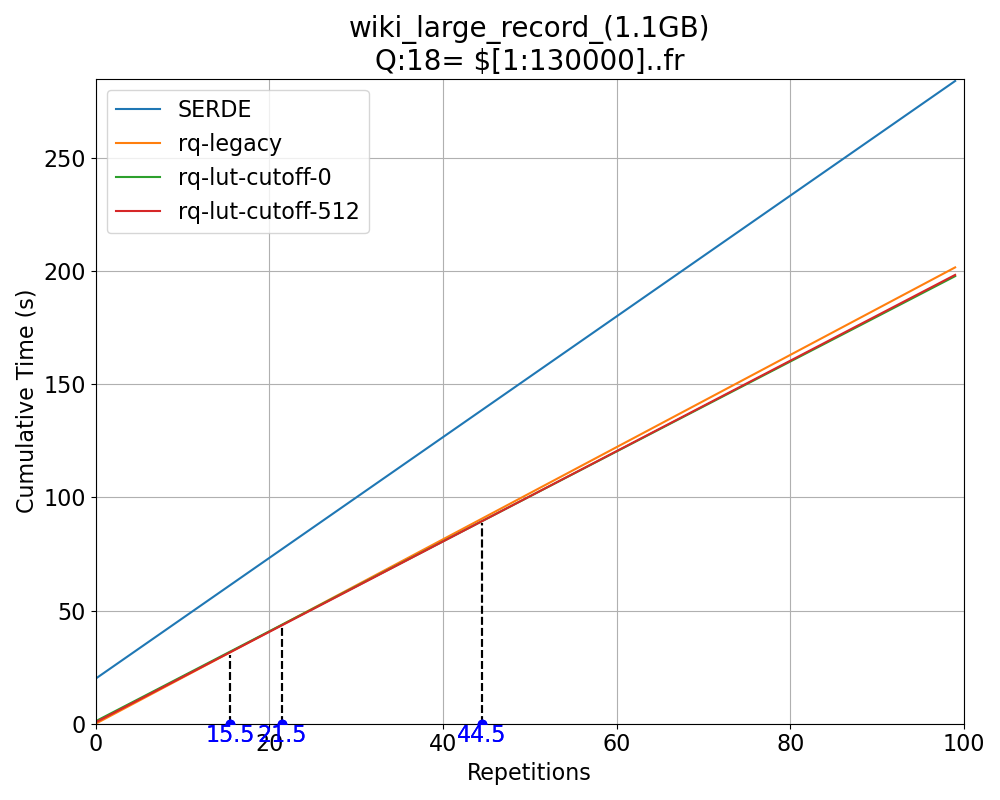 wiki_large_record_(1.1GB)
Q:18= $[1:130000]..fr
SERDE
rq-legacy
rq-lut-cutoff-0
rq-lut-cutoff-512
Cumulative Time (s)
250
200
150
100
50
0
15.5 21.5 44.5
0 20 40 60 80 100
Repetitions